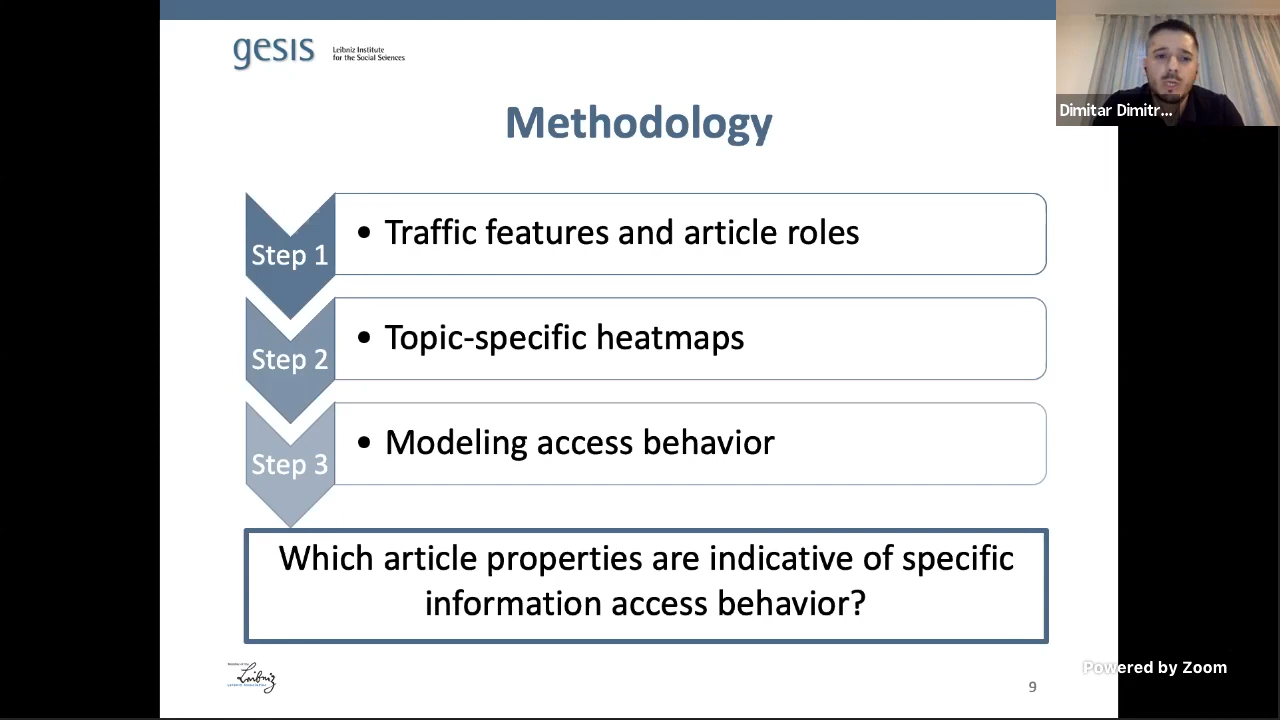 gesis
Leibniz Institute
for the Social Sciences
Dimitar Dimitr...
Methodology
Step 1
• Traffic features and article roles
Step 2
• Topic-specific heatmaps
Step 3
• Modeling access behavior
Which article properties are indicative of specific
information access behavior?
Leibniz
9
Powered by Zoom